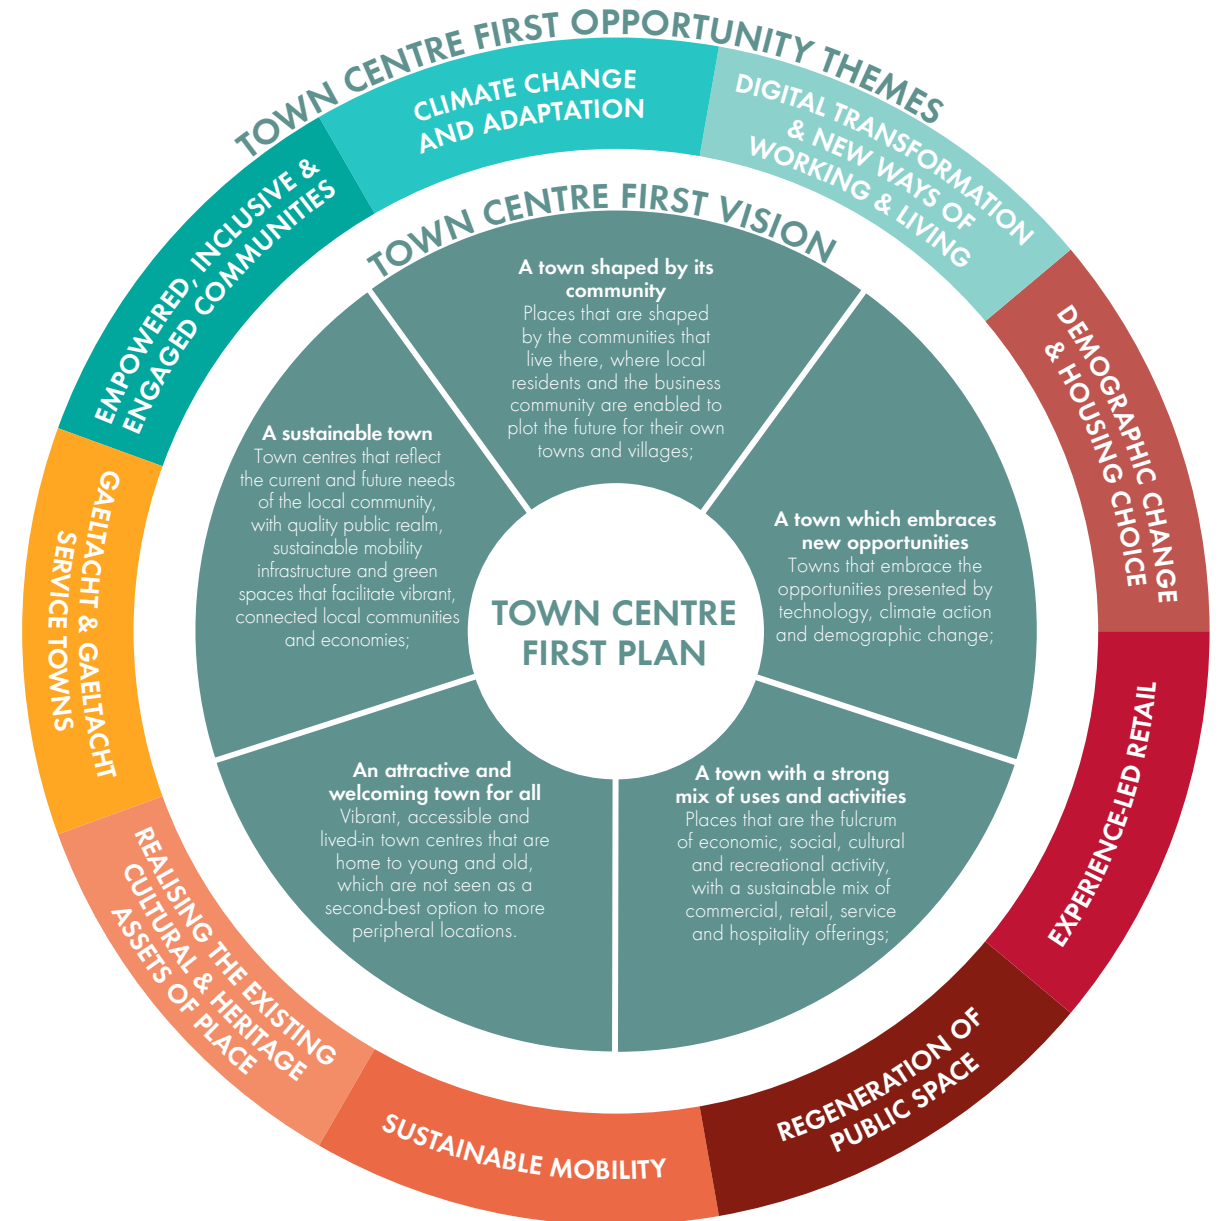 TOWN CENTRE FIRST OPPORTUNITY THEMES
CLIMATE CHANGE
AND ADAPTATION
DIGITAL TRANSFORMATION
& NEW WAYS OF
WORKING & LIVING
DEMOGRAPHIC CHANGE
& HOUSING CHOICE
EXPERIENCE-LED RETAIL
REGENERATION OF
PUBLIC SPACE
SUSTAINABLE MOBILITY
REALISING THE EXISTING
CULTURAL & HERITAGE
ASSETS OF PLACE
GAELTACHT & GAELTACHT
SERVICE TOWNS
EMPOWERED, INCLUSIVE &
ENGAGED COMMUNITIES
TOWN CENTRE FIRST VISION
A town shaped by its
community
Places that are shaped
by the communities that
live there, where local
residents and the business
community are enabled to
plot the future for their own
towns and villages;
A town which embraces
new opportunities
Towns that embrace the
opportunities presented by
technology, climate action
and demographic change;
A town with a strong
mix of uses and activities
Places that are the fulcrum
of economic, social, cultural
and recreational activity,
with a sustainable mix of
commercial, retail, service
and hospitality offerings;
An attractive and
welcoming town for all
Vibrant, accessible and
lived-in town centres that are
home to young and old,
which are not seen as a
second-best option to more
peripheral locations.
A sustainable town
Town centres that reflect
the current and future needs
of the local community,
with quality public realm,
sustainable mobility
infrastructure and green
spaces that facilitate vibrant,
connected local communities
and economies;
TOWN CENTRE
FIRST PLAN